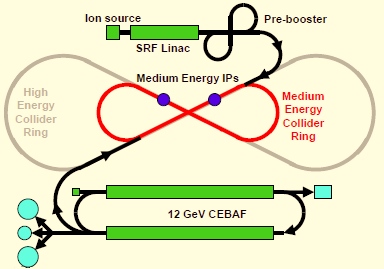 Ion source
Pre-booster
SRF Linac
Medium Energy IPs
High
Energy
Collider
Ring
Medium
Energy
Collider
Ring
12 GeV CEBAF